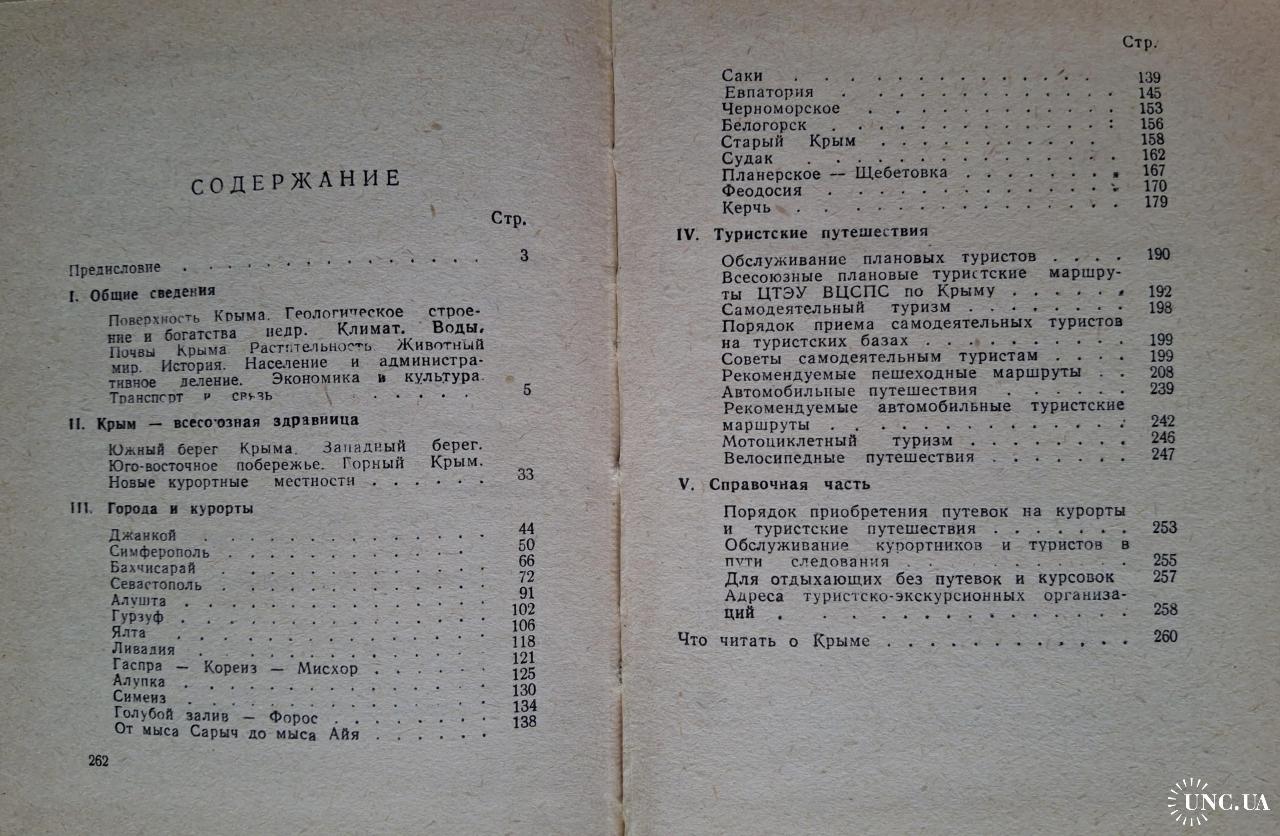 СОДЕРЖАНИЕ
Стр.
Предисловие . . . . . . . . . . . . . . . 3
I. Общие сведения
Поверхность Крыма. Геологическое строе-
ние и богатства недр. Климат. Воды.
Почвы Крыма Растительность. Животный
мир. История. Население и администра-
тивное деление. Экономика и культура.
Транспорт и связь . . . . . . 5
II. Крым — всесоюзная здравница
Южный берег Крыма. Западный берег.
Юго-восточное побережье. Горный Крым.
Новые курортные местности . . . . . . 33
III. Города и курорты
Джанкой . . . . . . . . . . . . . 44
Симферополь . . . . . . . . . . . . 50
Бахчисарай . . . . . . . . . . . . . 66
Севастополь . . . . . . . . . . . . . 72
Алушта . . . . . . . . . . . . . . 91
Гурзуф . . . . . . . . . . . . . . 102
Ялта . . . . . . . . . . . . . . 106
Ливадия . . . . . . . . . . . . . 118
Гаспра — Кореиз — Мисхор . . . . . 121
Алупка . . . . . . . . . . . . . . 125
Симеиз . . . . . . . . . . . . . . 130
Голубой залив — Форос . . . . . . . 134
От мыса Сарыч до мыса Айя . . . . . . 138
262
Стр.
Саки . . . . . . . . . . . . . 139
Евпатория . . . . . . . . . . . . . 145
Черноморское . . . . . . . . . . . 153
Белогорск . . . . . . . . . . . . . : 156
Старый Крым . . . . . . . . . . 158
Судак . . . . . . . . . . . . . . 162
Планерское — Щебетовка . . . . . . . . 167
Феодосия . . . . . . . . . . . . . 170
Керчь . . . . . . . . . . . . . . 179
IV. Туристские путешествия
Обслуживание плановых туристов . . . . 190
Всесоюзные плановые туристские маршру-
ты ЦТЭУ ВЦСПС по Крыму . . . . . . 192
Самодеятельный туризм . . . . . . . . 198
Порядок приема самодеятельных туристов
на туристских базах . . . . . . . . . 199
Советы самодеятельным туристам . . . . 199
Рекомендуемые пешеходные маршруты . . 208
Автомобильные путешествия . . . . . . 239
Рекомендуемые автомобильные туристские
маршруты . . . . . . . . . . . . . 242
Мотоциклетный туризм . . . . . . . . 246
Велосипедные путешествия . . . . . . . 247
V. Справочная часть
Порядок приобретения путевок на курорты
и туристские путешествия . . . . . . . 253
Обслуживание курортников и туристов в
пути следования . . . . . . . . . . 255
Для отдыхающих без путевок и курсовок 257
Адреса туристско-экскурсионных организа-
ций . . . . . . . . . . . . . . . 258
Что читать о Крыме . . . . . . . . . . . 260
UNC.UA